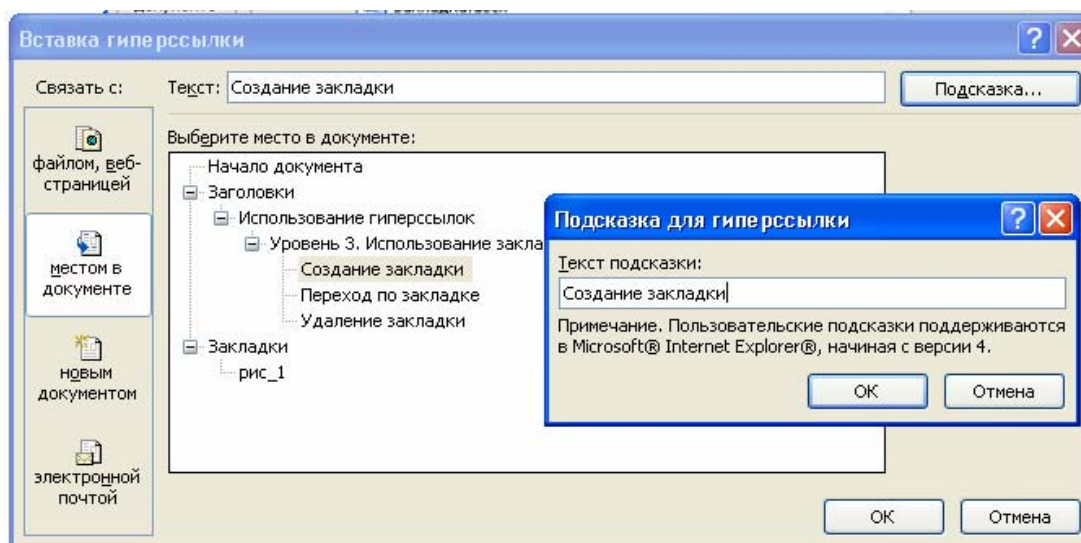 Вставка гиперссылки
Связать с:
Текст: Создание закладки
Подсказка...
файлом, веб-
страницей
местом в
документе
новым
документом
электронной
почтой
Выберите место в документе:
Начало документа
Заголовки
Использование гиперссылок
Уровень 3. Использование закла
Создание закладки
Переход по закладке
Удаление закладки
Закладки
рис_1
Подсказка для гиперссылки
Текст подсказки:
Создание закладки
Примечание. Пользовательские подсказки поддерживаются
в Microsoft® Internet Explorer®, начиная с версии 4.
ОК
Отмена
ОК
Отмена